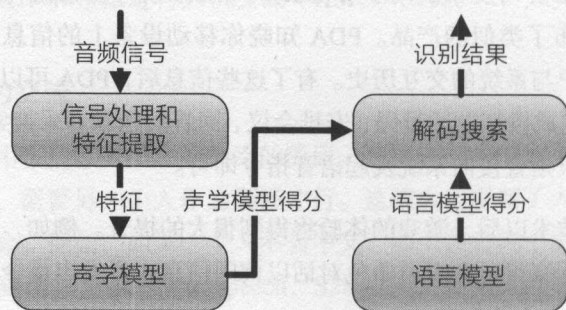 音频信号
识别结果
信号处理和
特征提取
解码搜索
特征
声学模型得分
语言模型得分
声学模型
语言模型